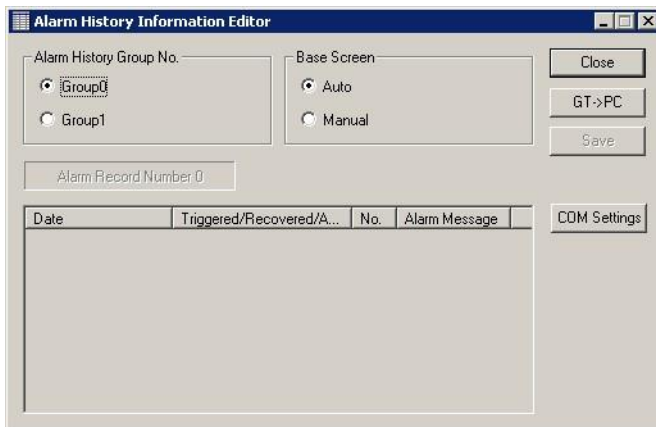 Alarm History Information Editor
Alarm History Group No.
Group0
Group1
Base Screen
Auto
Manual
Close
GT->PC
Save
Alarm Record Number 0
Date Triggered/Recovered/A... No. Alarm Message
COM Settings